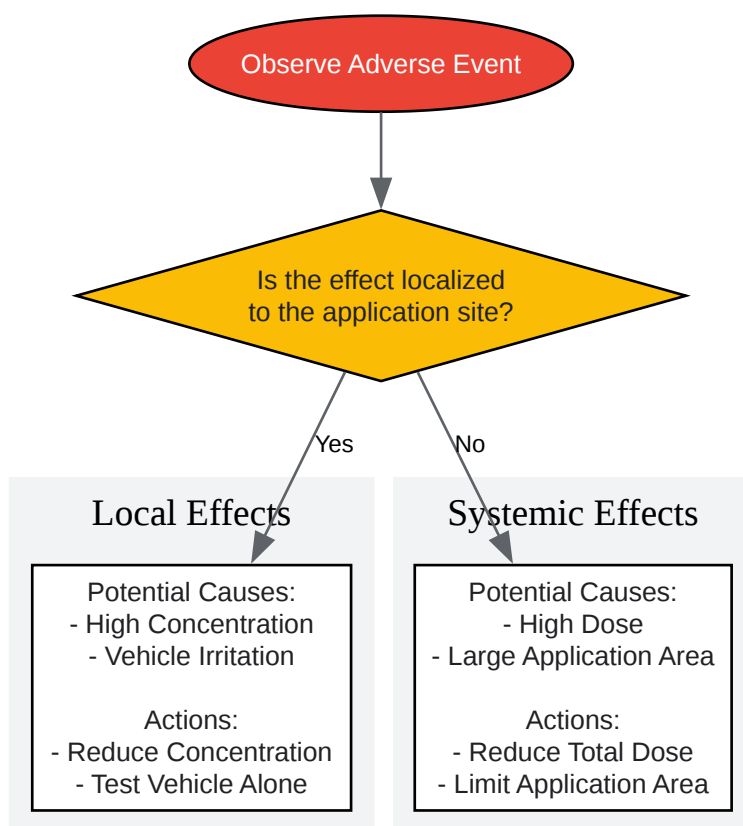 Observe Adverse Event
Is the effect localized
to the application site?
Yes
No
Local Effects
Potential Causes:
- High Concentration
- Vehicle Irritation
Actions:
- Reduce Concentration
- Test Vehicle Alone
Systemic Effects
Potential Causes:
- High Dose
- Large Application Area
Actions:
- Reduce Total Dose
- Limit Application Area